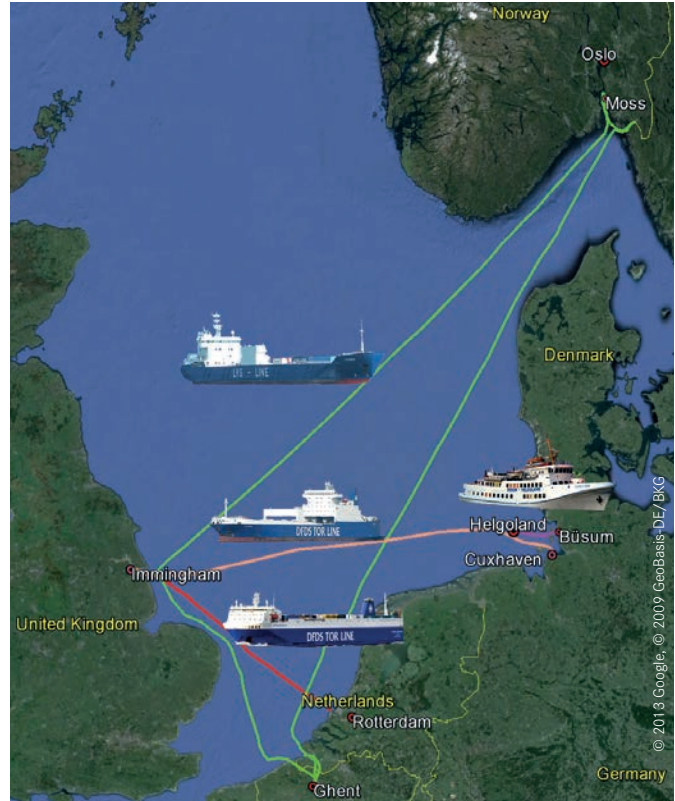 Norway
Oslo
Moss
Denmark
LYS - LINE
DFDS TOR LINE
Helgoland
Büsum
Cuxhaven
Immingham
United Kingdom
DFDS TOR LINE
Netherlands
Rotterdam
Ghent
Germany
© 2013 Google, © 2009 GeoBasis-DE/BKG